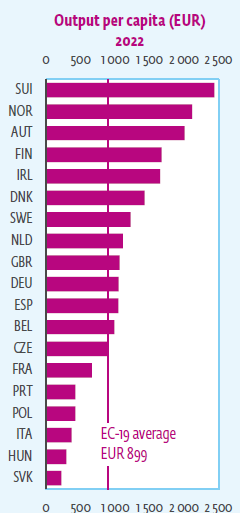 Output per capita (EUR)
2022
0 500 1 000 1 500 2 000 2 500
SUI
NOR
AUT
FIN
IRL
DNK
SWE
NLD
GBR
DEU
ESP
BEL
CZE
FRA
PRT
POL
ITA EC-19 average
HUN EUR 899
SVK
0 500 1 000 1 500 2 000 2 500